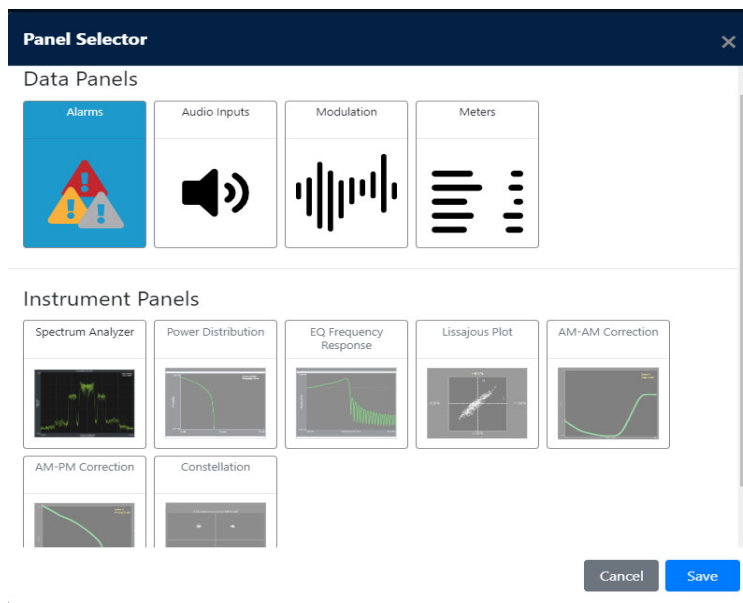 Panel Selector
×
Data Panels
Alarms
Audio Inputs
Modulation
Meters
Instrument Panels
Spectrum Analyzer
Power Distribution
EQ Frequency
Response
Lissajous Plot
AM-AM Correction
AM-PM Correction
Constellation
Cancel
Save